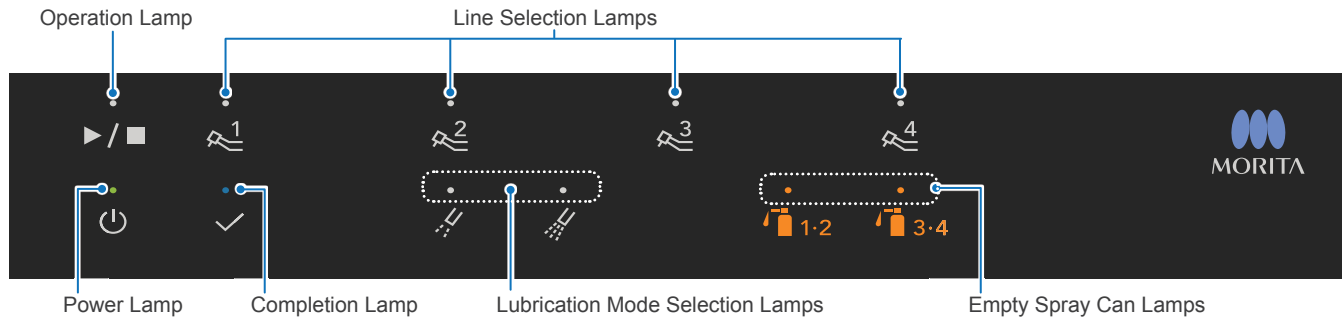 Operation Lamp
Line Selection Lamps
1
2
3
4
MORITA
1·2
3·4
Power Lamp
Completion Lamp
Lubrication Mode Selection Lamps
Empty Spray Can Lamps